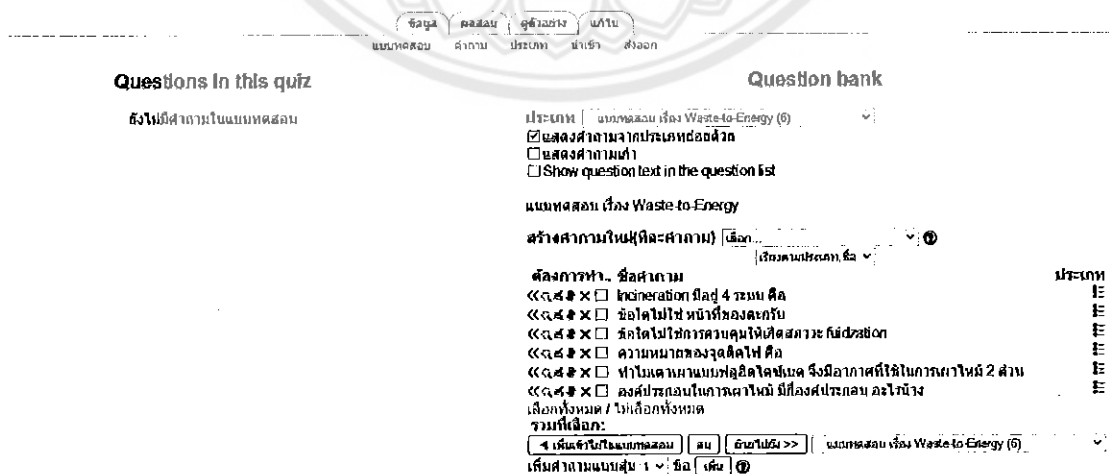 ข้อมูล ผลสอบ ดูตัวอย่าง แก้ไข
แบบทดสอบ คำถาม ประเภท นำเข้า ส่งออก
Questions in this quiz
ยังไม่มีคำถามในแบบทดสอบ
Question bank
ประเภท แบบทดสอบ เรื่อง Waste-to-Energy (6)
แสดงคำถามจากประเภทย่อยด้วย
แสดงคำถามเก่า
Show question text in the question list
แบบทดสอบ เรื่อง Waste-to-Energy
สร้างคำถามใหม่(ทีละคำถาม) เลือก...
เรียงตามประเภท, ชื่อ
ต้องการทำ.. ชื่อคำถาม ประเภท
Incineration มีอยู่ 4 ระบบ คือ
ข้อใดไม่ใช่ หน้าที่ของตะกรับ
ข้อใดไม่ใช่การควบคุมให้เกิดสภาวะ fuidization
ความหมายของจุดติดไฟ คือ
ทำไมเตาเผาแบบฟลูอิดไดซ์เบด จึงมีอากาศที่ใช้ในการเผาไหม้ 2 ส่วน
องค์ประกอบในการเผาไหม้ มีกี่องค์ประกอบ อะไรบ้าง
เลือกทั้งหมด / ไม่เลือกทั้งหมด
รวมที่เลือก:
เพิ่มเข้าไปในแบบทดสอบ ลบ ย้ายไปยัง >> แบบทดสอบ เรื่อง Waste-to-Energy (6)
เพิ่มคำถามแบบสุ่ม 1 ข้อ เพิ่ม